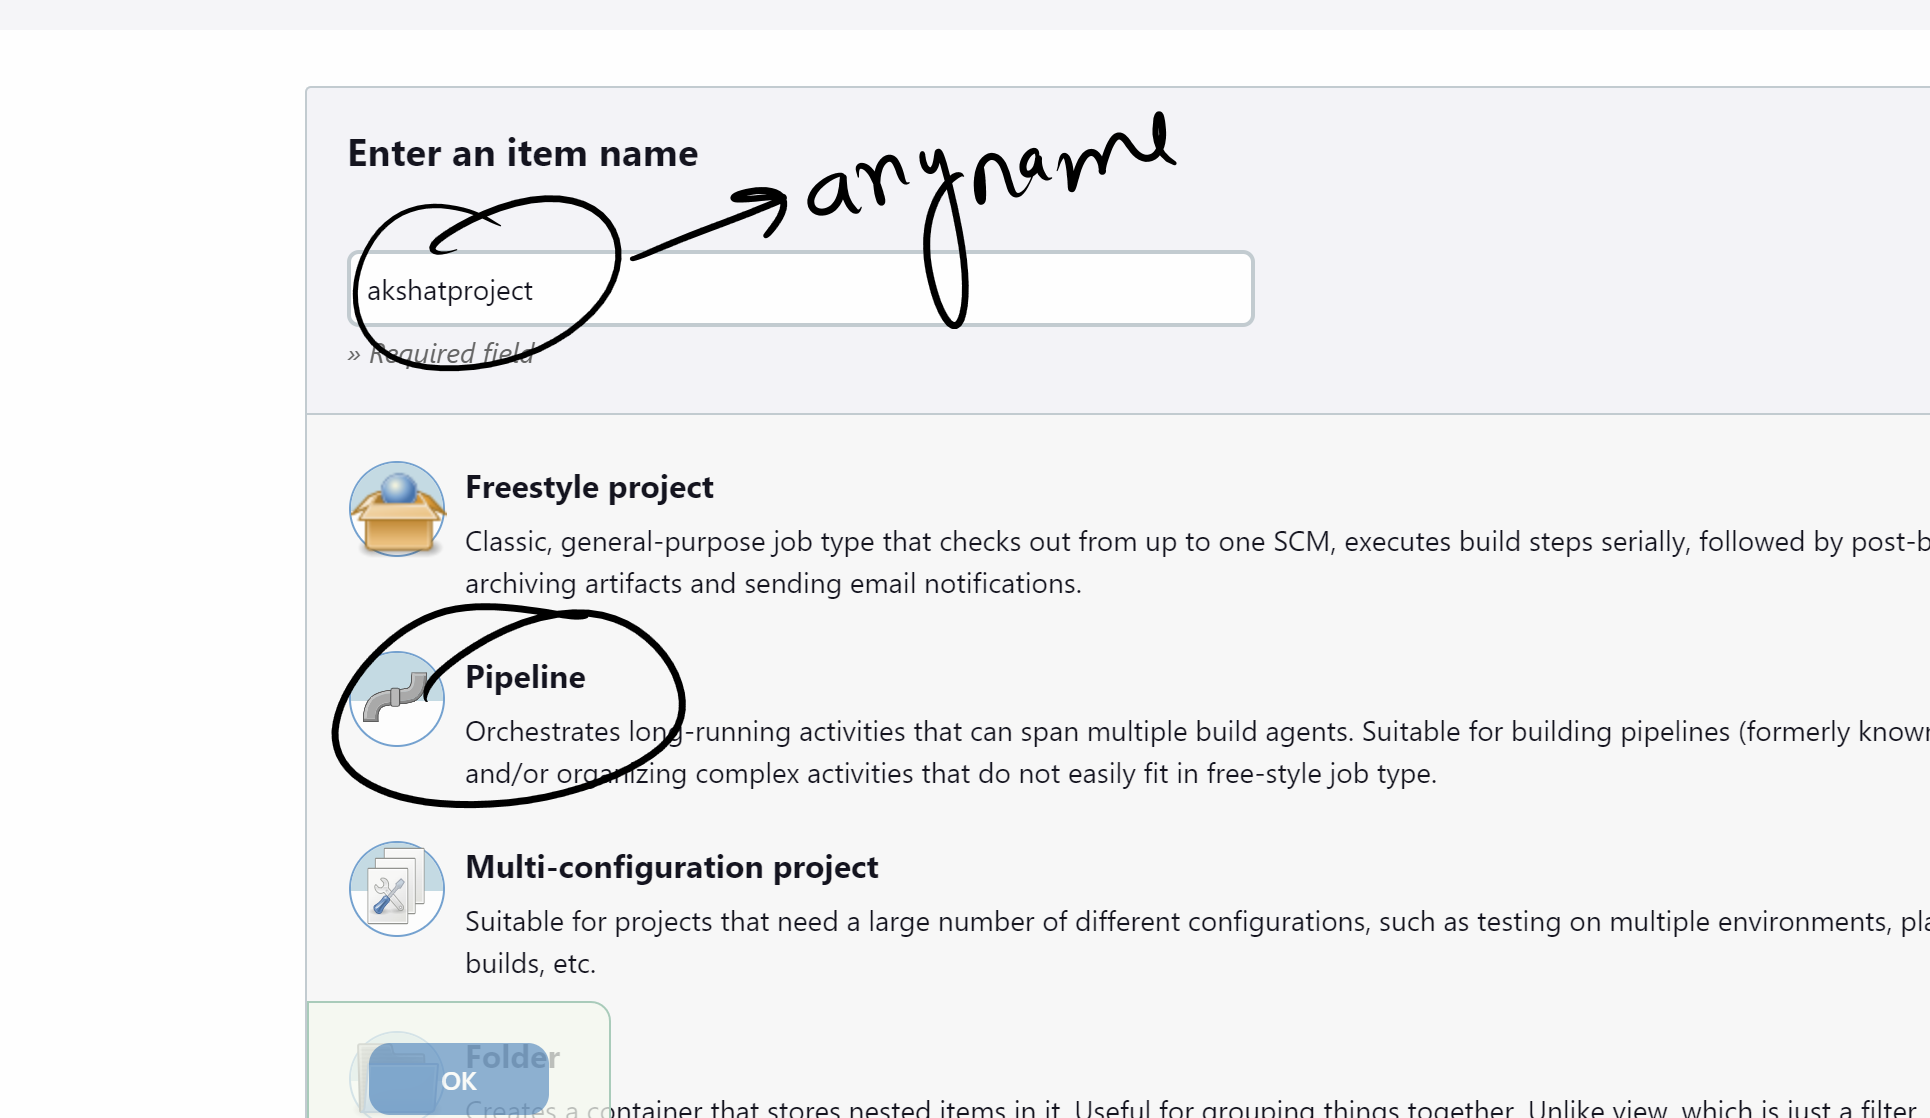 Enter an item name
any name
akshatproject
» Required field
Freestyle project
Classic, general-purpose job type that checks out from up to one SCM, executes build steps serially, followed by post-b
archiving artifacts and sending email notifications.
Pipeline
Orchestrates long-running activities that can span multiple build agents. Suitable for building pipelines (formerly known
and/or organizing complex activities that do not easily fit in free-style job type.
Multi-configuration project
Suitable for projects that need a large number of different configurations, such as testing on multiple environments, pla
builds, etc.
Folder
OK
Creates a container that stores nested items in it. Useful for grouping things together. Unlike view, which is just a filter